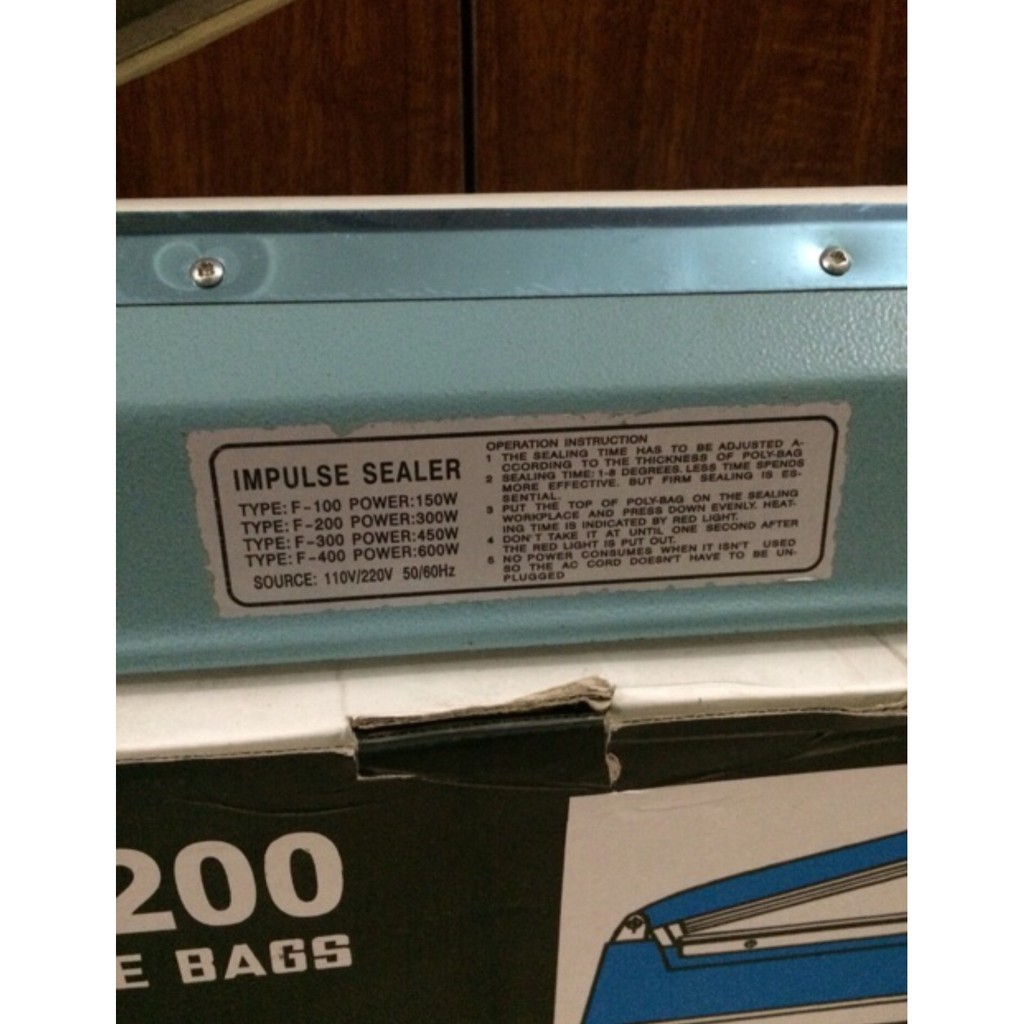 IMPULSE SEALER
TYPE: F-100 POWER:150W
TYPE: F-200 POWER:300W
TYPE: F-300 POWER:450W
TYPE: F-400 POWER:600W
SOURCE: 110V/220V 50/60Hz
OPERATION INSTRUCTION
1 THE SEALING TIME HAS TO BE ADJUSTED A-
CCORDING TO THE THICKNESS OF POLY-BAG
2 SEALING TIME: 1-8 DEGREES. LESS TIME SPENDS
MORE EFFECTIVE. BUT FIRM SEALING IS ES-
SENTIAL.
3 PUT THE TOP OF POLY-BAG ON THE SEALING
WORKPLACE AND PRESS DOWN EVENLY. HEAT-
ING TIME IS INDICATED BY RED LIGHT.
4 DON'T TAKE IT AT UNTIL ONE SECOND AFTER
THE RED LIGHT IS PUT OUT.
5 NO POWER CONSUMES WHEN IT ISN'T USED
SO THE AC CORD DOESN'T HAVE TO BE UN-
PLUGGED
200
E BAGS